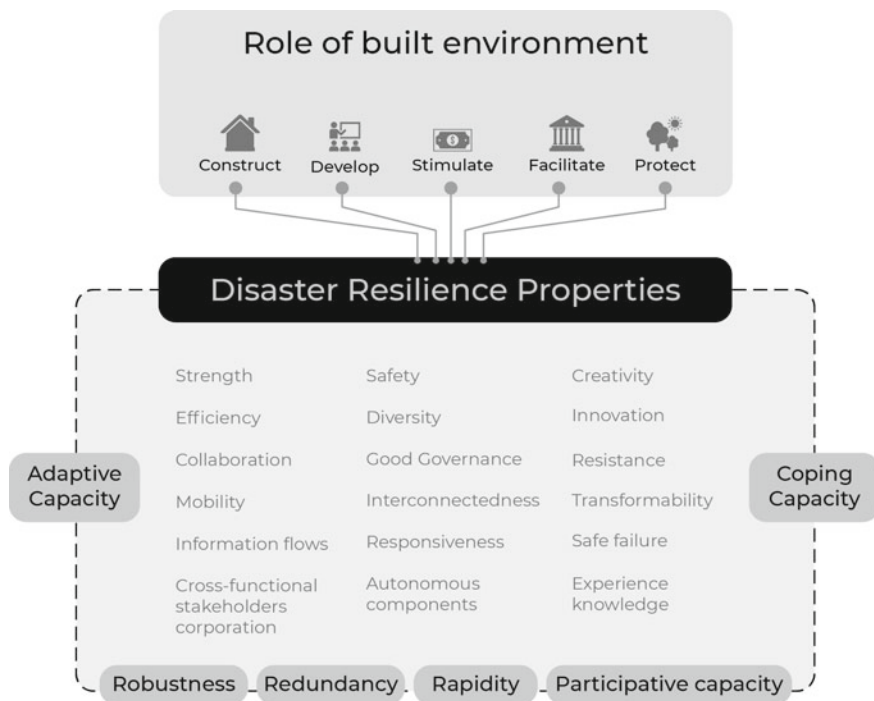 Role of built environment
Construct
Develop
Stimulate
Facilitate
Protect
Disaster Resilience Properties
Strength
Safety
Creativity
Efficiency
Diversity
Innovation
Collaboration
Good Governance
Resistance
Mobility
Interconnectedness
Transformability
Information flows
Responsiveness
Safe failure
Cross-functional
stakeholders
corporation
Autonomous
components
Experience
knowledge
Adaptive
Capacity
Coping
Capacity
Robustness
Redundancy
Rapidity
Participative capacity